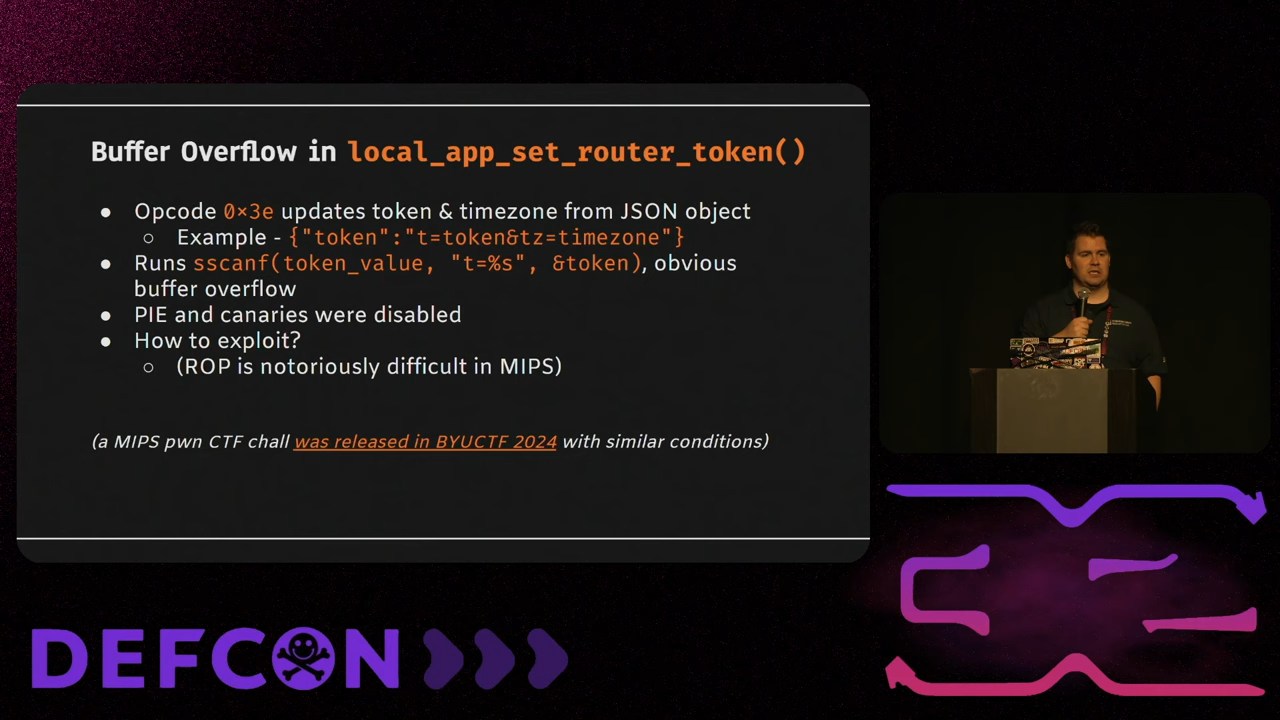 Buffer Overflow in local_app_set_router_token()
● Opcode 0×3e updates token & timezone from JSON object
○ Example - {"token":"t=token&tz=timezone"}
● Runs sscanf(token_value, "t=%s", &token), obvious
buffer overflow
● PIE and canaries were disabled
● How to exploit?
○ (ROP is notoriously difficult in MIPS)
(a MIPS pwn CTF chall was released in BYUCTF 2024 with similar conditions)
DEFCON